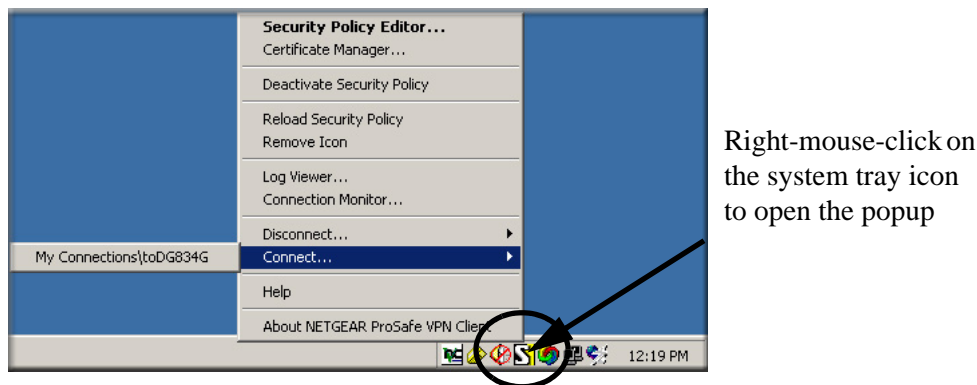 Security Policy Editor...
Certificate Manager...
Deactivate Security Policy
Reload Security Policy
Remove Icon
Log Viewer...
Connection Monitor...
Disconnect...
My Connections\toDG834G
Connect...
Help
About NETGEAR ProSafe VPN Client
12:19 PM
Right-mouse-click on
the system tray icon
to open the popup